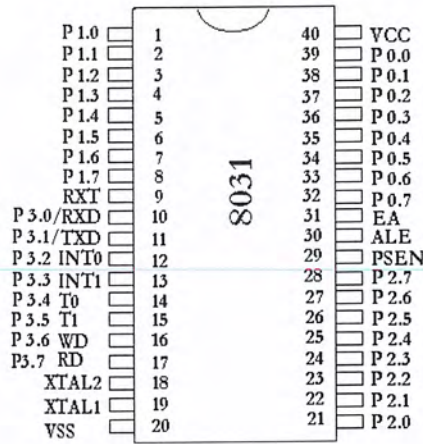 P 1.0 1 40 VCC
P 1.1 2 39 P 0.0
P 1.2 3 38 P 0.1
P 1.3 4 37 P 0.2
P 1.4 5 36 P 0.3
P 1.5 6 35 P 0.4
P 1.6 7 34 P 0.5
P 1.7 8 33 P 0.6
RXT 9 32 P 0.7
P 3.0/RXD 10 31 EA
P 3.1/TXD 11 30 ALE
P 3.2 INT0 12 29 PSEN
P 3.3 INT1 13 28 P 2.7
P 3.4 T0 14 27 P 2.6
P 3.5 T1 15 26 P 2.5
P 3.6 WD 16 25 P 2.4
P3.7 RD 17 24 P 2.3
XTAL2 18 23 P 2.2
XTAL1 19 22 P 2.1
VSS 20 21 P 2.0
8031